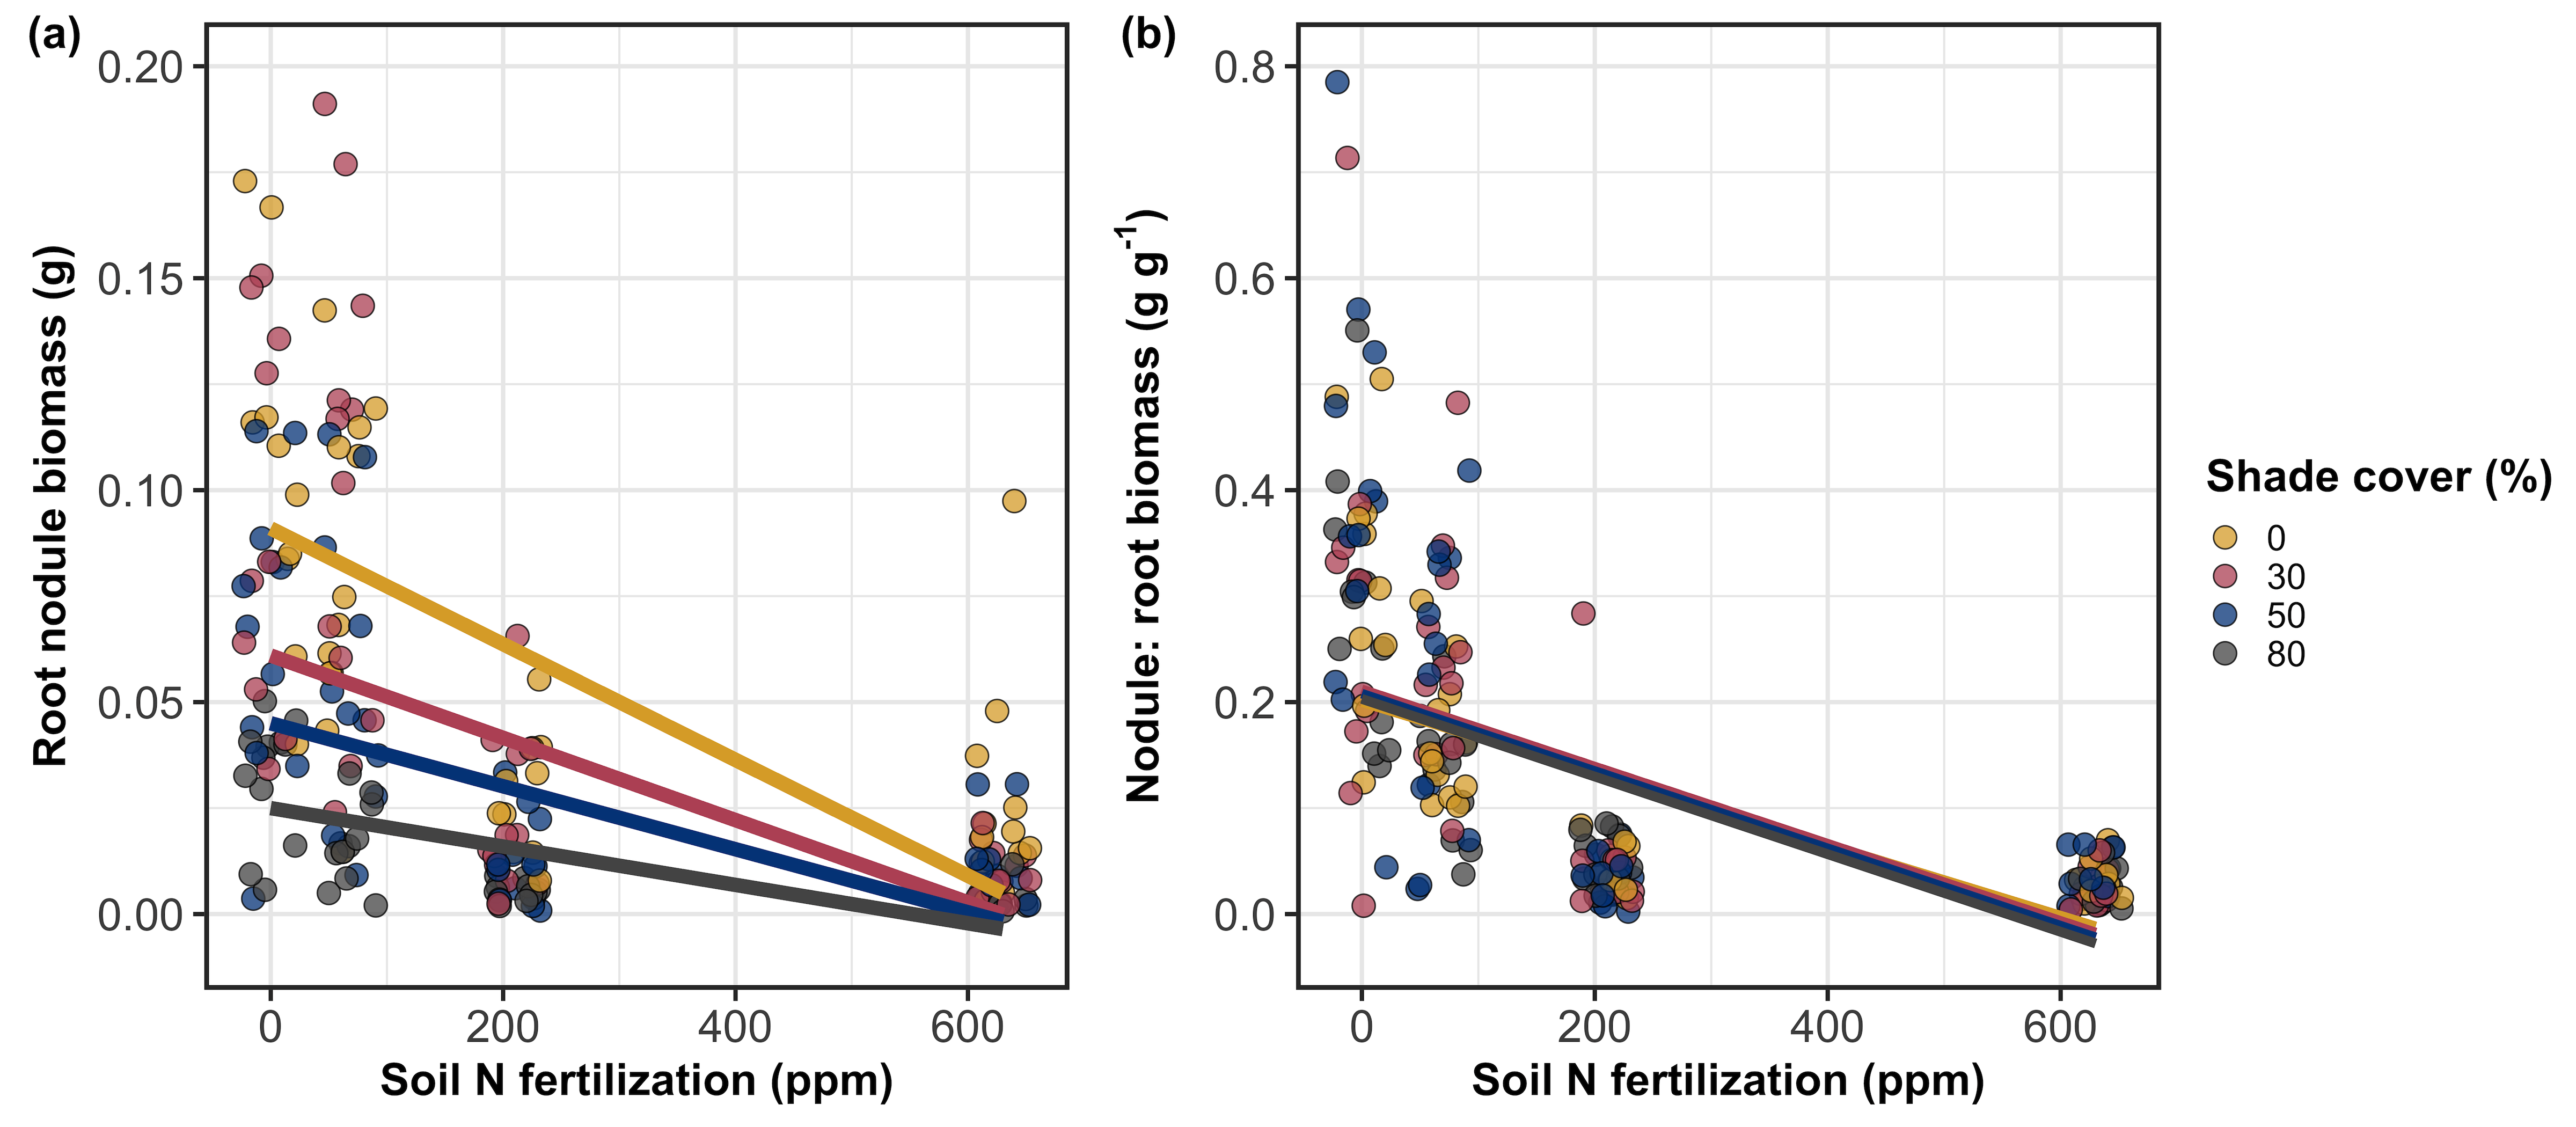 (a)
Root nodule biomass (g)
0.20
0.15
0.10
0.05
0.00
0 200 400 600
Soil N fertilization (ppm)
(b)
Nodule: root biomass (g g⁻¹)
0.8
0.6
0.4
0.2
0.0
0 200 400 600
Soil N fertilization (ppm)
Shade cover (%)
0
30
50
80